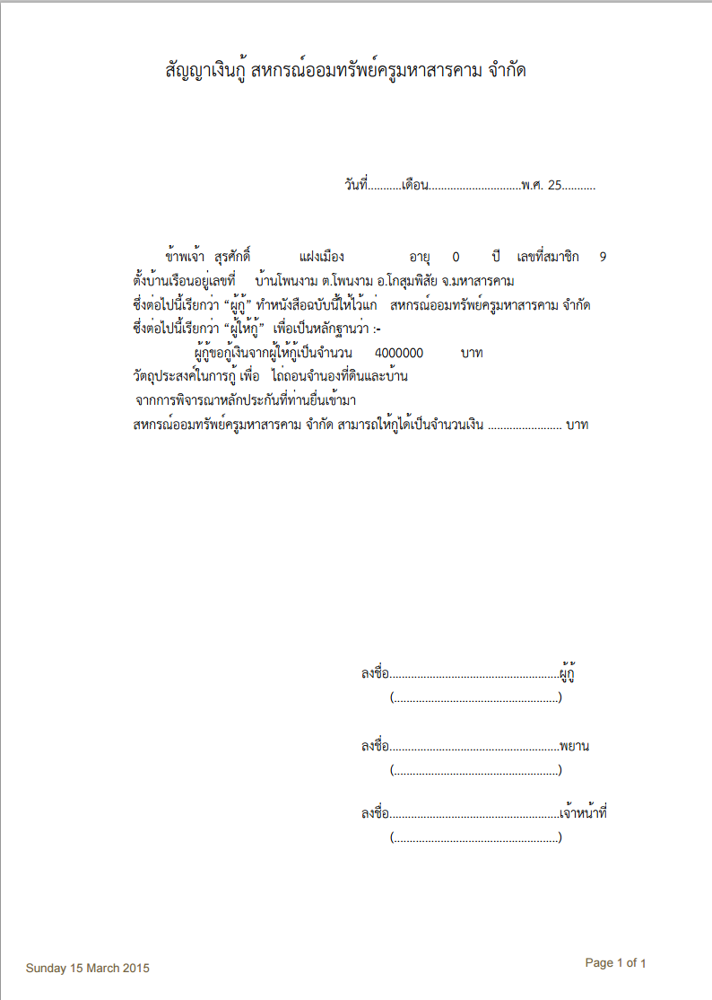 สัญญาเงินกู้ สหกรณ์ออมทรัพย์ครูมหาสารคาม จำกัด
วันที่...........เดือน..............................พ.ศ. 25...........
ข้าพเจ้า สุรศักดิ์ แฝงเมือง อายุ 0 ปี เลขที่สมาชิก 9
ตั้งบ้านเรือนอยู่เลขที่ บ้านโพนงาม ต.โพนงาม อ.โกสุมพิสัย จ.มหาสารคาม
ซึ่งต่อไปนี้เรียกว่า “ผู้กู้” ทำหนังสือฉบับนี้ให้ไว้แก่ สหกรณ์ออมทรัพย์ครูมหาสารคาม จำกัด
ซึ่งต่อไปนี้เรียกว่า “ผู้ให้กู้” เพื่อเป็นหลักฐานว่า :-
ผู้กู้ขอกู้เงินจากผู้ให้กู้เป็นจำนวน 4000000 บาท
วัตถุประสงค์ในการกู้ เพื่อ ไถ่ถอนจำนองที่ดินและบ้าน
จากการพิจารณาหลักประกันที่ท่านยื่นเข้ามา
สหกรณ์ออมทรัพย์ครูมหาสารคาม จำกัด สามารถให้กู้ได้เป็นจำนวนเงิน ........................ บาท
ลงชื่อ.......................................................ผู้กู้
(.....................................................)
ลงชื่อ.......................................................พยาน
(.....................................................)
ลงชื่อ.......................................................เจ้าหน้าที่
(.....................................................)
Sunday 15 March 2015
Page 1 of 1